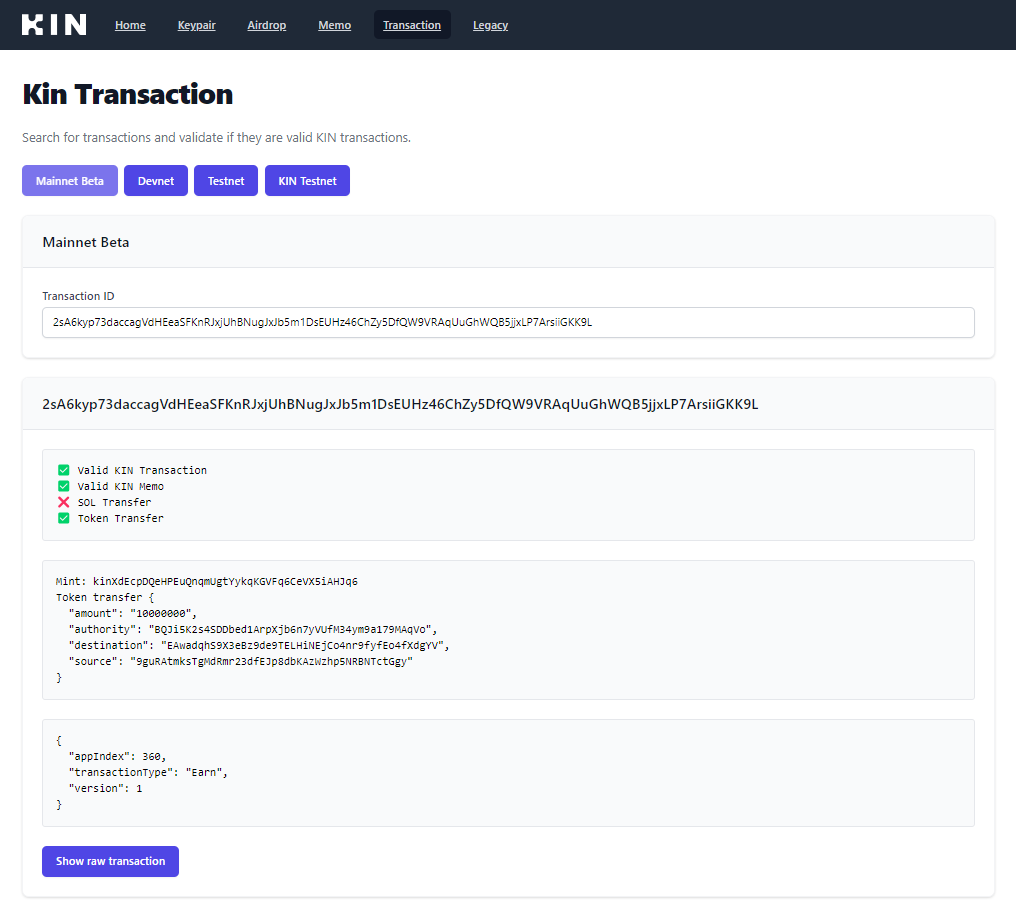 KIN
Home Keypair Airdrop Memo Transaction Legacy
Kin Transaction
Search for transactions and validate if they are valid KIN transactions.
Mainnet Beta Devnet Testnet KIN Testnet
Mainnet Beta
Transaction ID
2sA6kyp73daccagVdHEeaSFKnRJxjUhBNugJxJb5m1DsEUHz46ChZy5DfQW9VRAqUuGhWQB5jjxLP7ArsiiGKK9L
2sA6kyp73daccagVdHEeaSFKnRJxjUhBNugJxJb5m1DsEUHz46ChZy5DfQW9VRAqUuGhWQB5jjxLP7ArsiiGKK9L
✅ Valid KIN Transaction
✅ Valid KIN Memo
❌ SOL Transfer
✅ Token Transfer
Mint: kinXdEcpDQeHPEuQnqmUgtYykqKGVFq6CeVX5iAHJq6
Token transfer {
"amount": "10000000",
"authority": "BQJi5K2s4SDDbed1ArpXjb6n7yVUfM34ym9a179MAqVo",
"destination": "EAwadqhS9X3eBz9de9TELHiNEjCo4nr9fyfEo4fXdgYV",
"source": "9guRAtmksTgMdRmr23dfEJp8dbKAzWzhp5NRBNTctGgy"
}
{
"appIndex": 360,
"transactionType": "Earn",
"version": 1
}
Show raw transaction